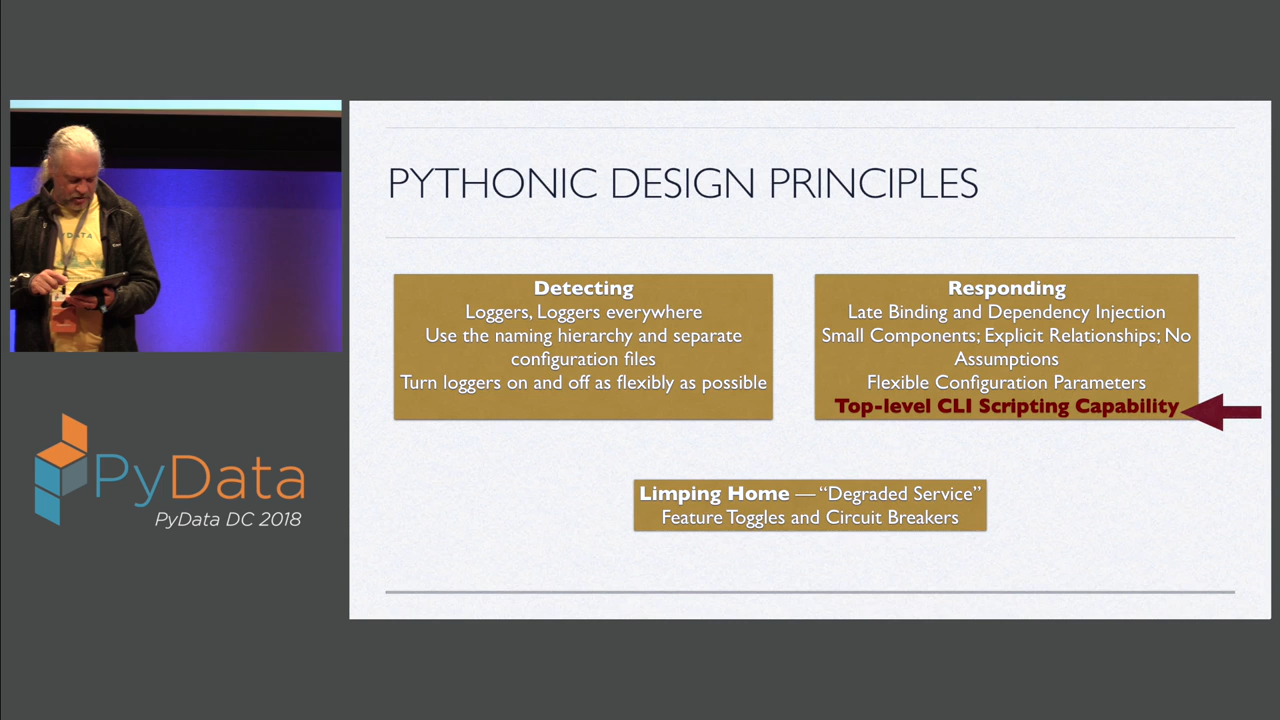 PYTHONIC DESIGN PRINCIPLES
Detecting
Loggers, Loggers everywhere
Use the naming hierarchy and separate
configuration files
Turn loggers on and off as flexibly as possible
Responding
Late Binding and Dependency Injection
Small Components; Explicit Relationships; No
Assumptions
Flexible Configuration Parameters
Top-level CLI Scripting Capability
Limping Home — “Degraded Service”
Feature Toggles and Circuit Breakers
PyData
PyData DC 2018